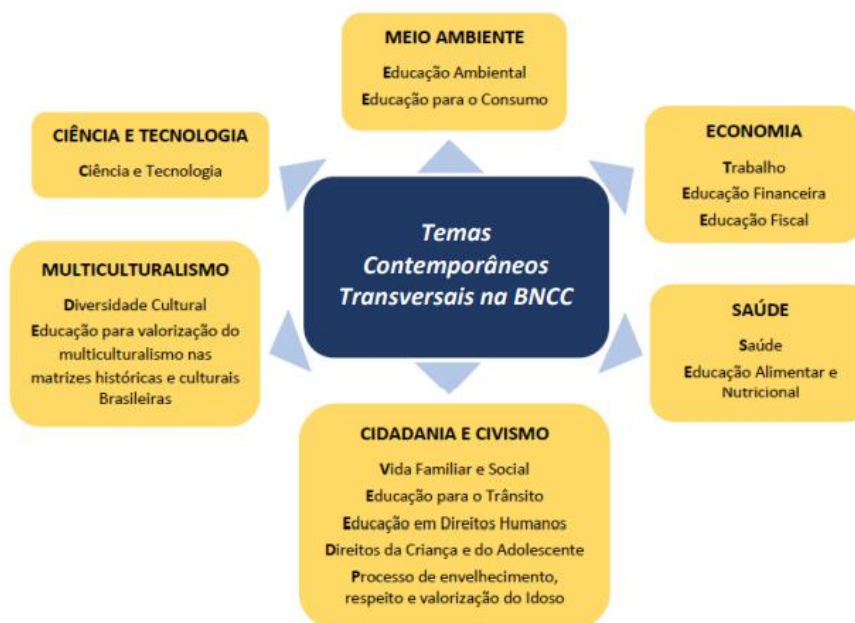 MEIO AMBIENTE
Educação Ambiental
Educação para o Consumo
CIÊNCIA E TECNOLOGIA
Ciência e Tecnologia
ECONOMIA
Trabalho
Educação Financeira
Educação Fiscal
Temas
Contemporâneos
Transversais na BNCC
MULTICULTURALISMO
Diversidade Cultural
Educação para valorização do
multiculturalismo nas
matrizes históricas e culturais
Brasileiras
SAÚDE
Saúde
Educação Alimentar e
Nutricional
CIDADANIA E CIVISMO
Vida Familiar e Social
Educação para o Trânsito
Educação em Direitos Humanos
Direitos da Criança e do Adolescente
Processo de envelhecimento,
respeito e valorização do Idoso